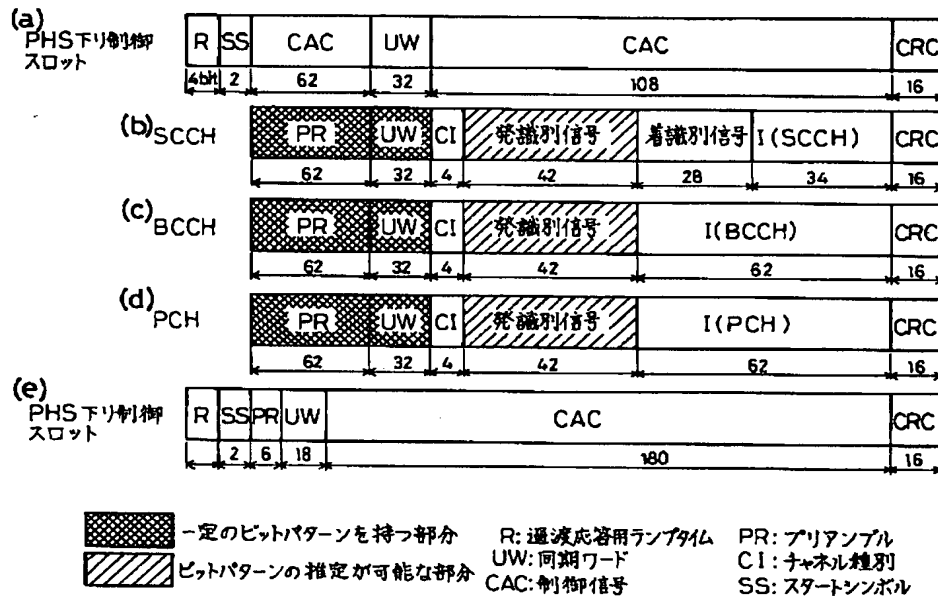 (a)
PHS下り制御
スロット
R SS CAC UW CAC CRC
4bit 2 62 32 108 16
(b) SCCH
PR UW CI 発識別信号 着識別信号 I(SCCH) CRC
62 32 4 42 28 34 16
(c) BCCH
PR UW CI 発識別信号 I(BCCH) CRC
62 32 4 42 62 16
(d) PCH
PR UW CI 発識別信号 I(PCH) CRC
62 32 4 42 62 16
(e)
PHS下り制御
スロット
R SS PR UW CAC CRC
2 6 18 180 16
一定のビットパターンを持つ部分
ビットパターンの推定が可能な部分
R:過渡応答用ランプタイム
UW:同期ワード
CAC:制御信号
PR:プリアンブル
CI:チャネル種別
SS:スタートシンボル